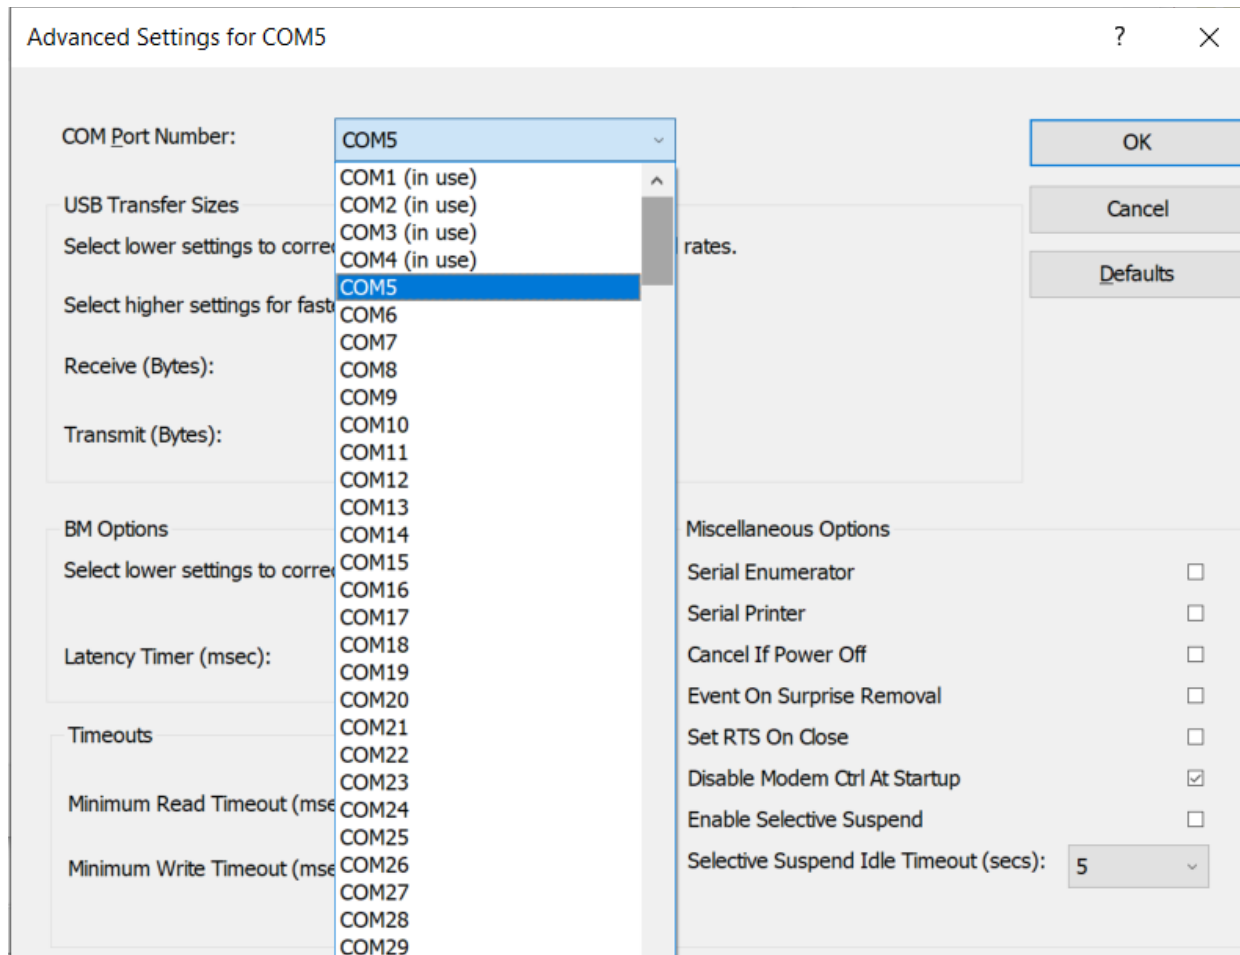 Advanced Settings for COM5
?
COM Port Number:
COM5
OK
COM1 (in use)
COM2 (in use)
COM3 (in use)
COM4 (in use)
COM5
COM6
COM7
COM8
COM9
COM10
COM11
COM12
COM13
COM14
COM15
COM16
COM17
COM18
COM19
COM20
COM21
COM22
COM23
COM24
COM25
COM26
COM27
COM28
COM29
Cancel
Defaults
USB Transfer Sizes
Select lower settings to
rates.
Select higher settings for
Receive (Bytes):
Transmit (Bytes):
BM Options
Select lower settings to
Latency Timer (msec):
Timeouts
Minimum Read Timeout
Minimum Write Timeout
Miscellaneous Options
Serial Enumerator
Serial Printer
Cancel If Power Off
Event On Surprise Removal
Set RTS On Close
Disable Modem Ctrl At Startup
Enable Selective Suspend
Selective Suspend Idle Timeout (secs):
5